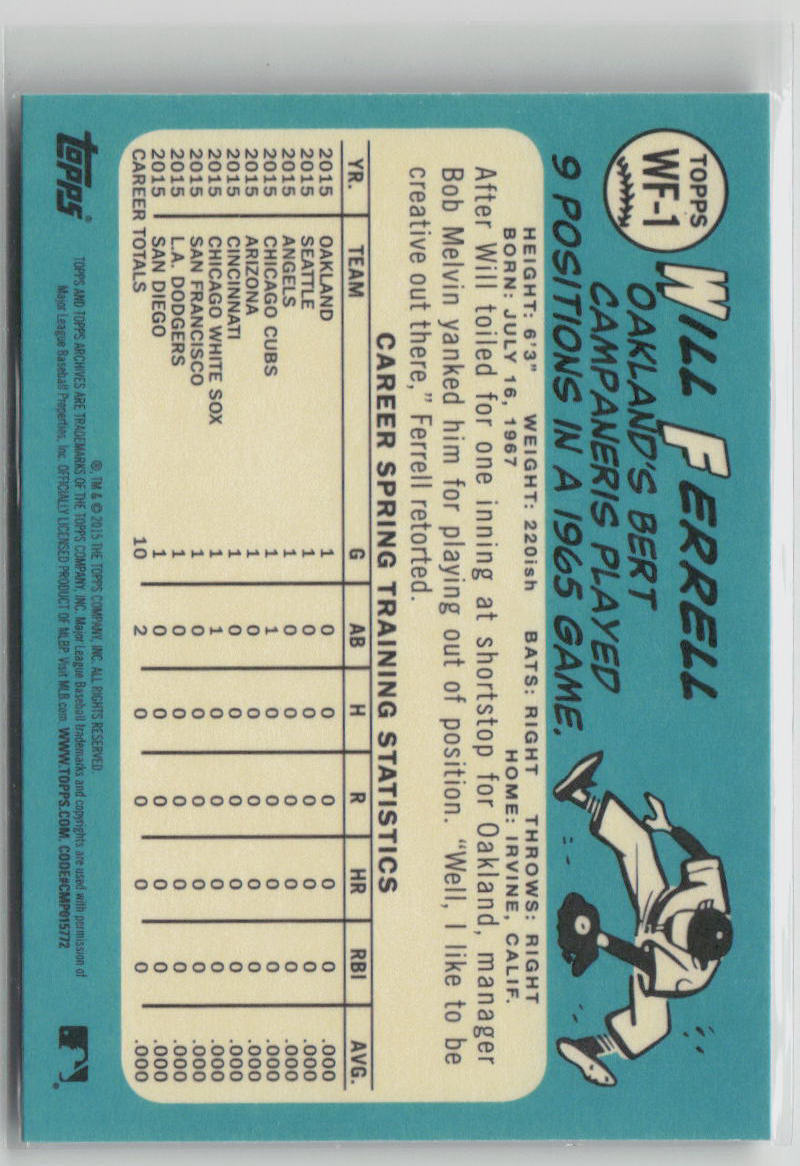 TOPPS
WF-1
WILL FERRELL
OAKLAND'S BERT
CAMPANERIS PLAYED
9 POSITIONS IN A 1965 GAME.
HEIGHT: 6'3" WEIGHT: 220ish BATS: RIGHT THROWS: RIGHT
BORN: JULY 16, 1967 HOME: IRVINE, CALIF.
After Will toiled for one inning at shortstop for Oakland, manager
Bob Melvin yanked him for playing out of position. "Well, I like to be
creative out there," Ferrell retorted.
CAREER SPRING TRAINING STATISTICS
YR. TEAM G AB H R HR RBI AVG.
2015 OAKLAND 1 0 0 0 0 0 .000
2015 SEATTLE 1 0 0 0 0 0 .000
2015 ANGELS 1 0 0 0 0 0 .000
2015 CHICAGO CUBS 1 1 0 0 0 0 .000
2015 ARIZONA 1 0 0 0 0 0 .000
2015 CINCINNATI 1 0 0 0 0 0 .000
2015 CHICAGO WHITE SOX 1 1 0 0 0 0 .000
2015 SAN FRANCISCO 1 0 0 0 0 0 .000
2015 L.A. DODGERS 1 0 0 0 0 0 .000
2015 SAN DIEGO 1 0 0 0 0 0 .000
CAREER TOTALS 10 2 0 0 0 0 .000
topps®
®, TM & © 2015 THE TOPPS COMPANY, INC. ALL RIGHTS RESERVED.
TOPPS AND TOPPS ARCHIVES ARE TRADEMARKS OF THE TOPPS COMPANY, INC. Major League Baseball trademarks and copyrights are used with permission of
Major League Baseball Properties, Inc. OFFICIALLY LICENSED PRODUCT OF MLBP. Visit MLB.com. WWW.TOPPS.COM. CODE#CMP015772
®